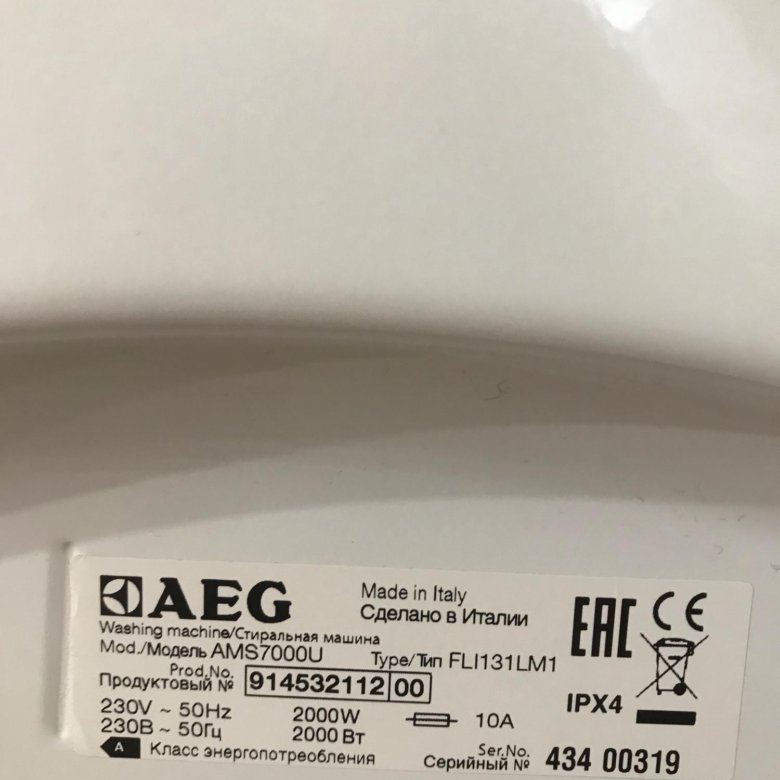 AEG
Made in Italy
Сделано в Италии
EAC CE
Washing machine/Стиральная машина
Mod./Модель AMS7000U Type/Тип FLI131LM1
Prod.No.
Продуктовый № 914532112 00
IPX4
230V ~ 50Hz 2000W 10A
230В ~ 50Гц 2000 Вт
A Класс энергопотребления
Ser.No.
Серийный № 434 00319